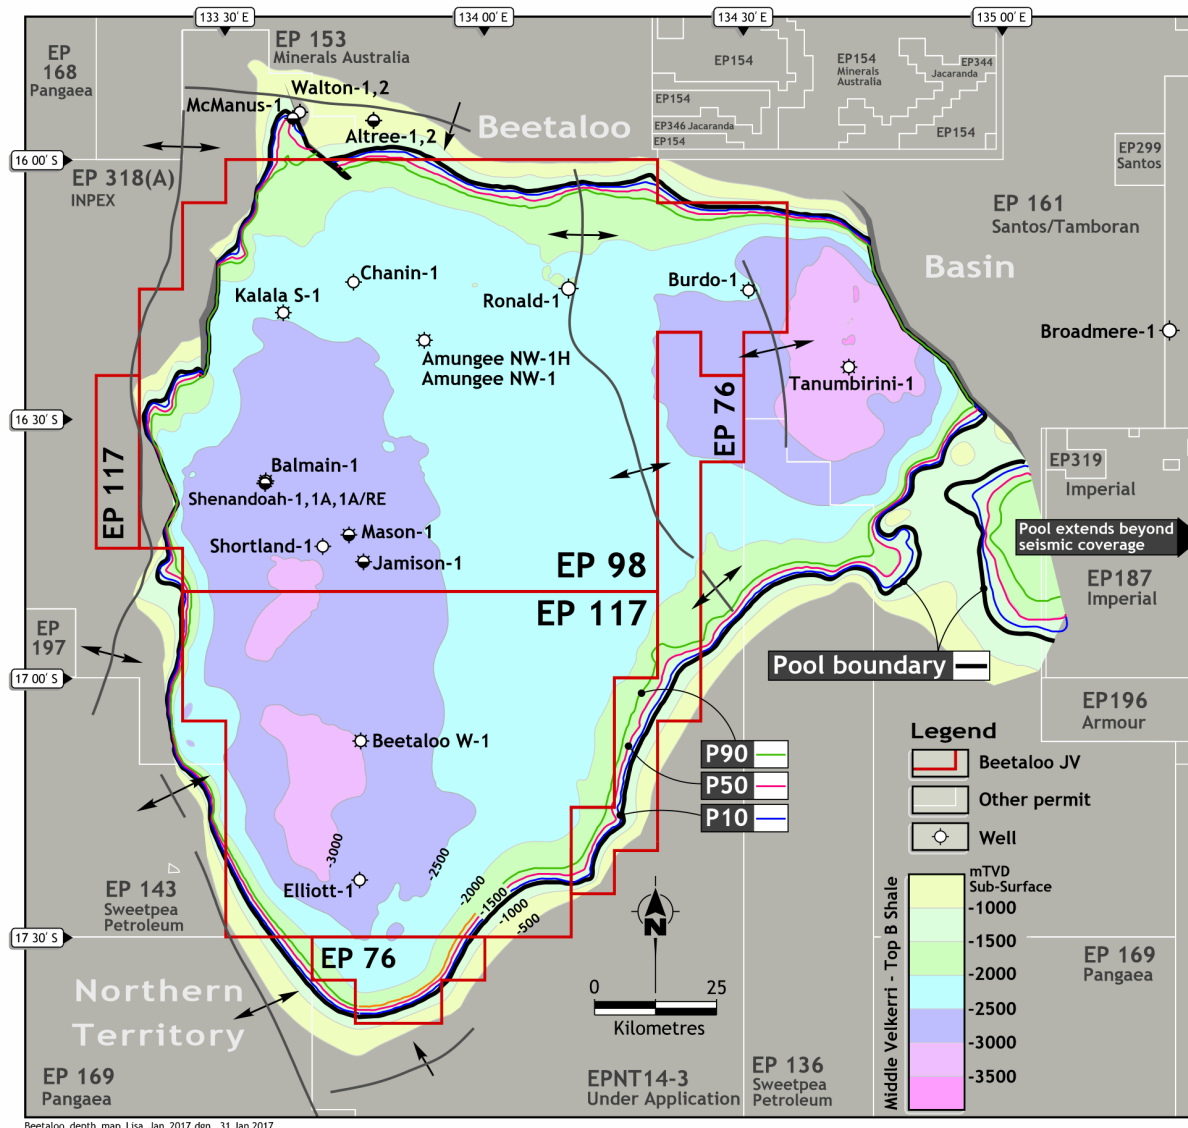 133 30' E
134 00' E
134 30' E
135 00' E
EP
168
Pangaea
EP 153
Minerals Australia
Walton-1,2
McManus-1
Altree-1,2
Beetaloo
EP154
EP154
Minerals
Australia
EP344
Jacaranda
EP154
EP346 Jacaranda
EP154
EP154
EP299
Santos
16 00' S
EP 318(A)
INPEX
EP 161
Santos/Tamboran
Basin
Chanin-1
Kalala S-1
Ronald-1
Burdo-1
Broadmere-1
Amungee NW-1H
Amungee NW-1
Tanumbirini-1
EP 76
16 30' S
EP 117
Balmain-1
Shenandoah-1,1A,1A/RE
EP319
Imperial
Mason-1
Shortland-1
Jamison-1
Pool extends beyond
seismic coverage
EP 98
EP 117
EP187
Imperial
EP
197
Pool boundary
17 00' S
EP196
Armour
Beetaloo W-1
P90
P50
P10
Legend
Beetaloo JV
Other permit
Well
-3000
-2500
-2000
-1500
-1000
-500
Elliott-1
EP 143
Sweetpea
Petroleum
mTVD
Sub-Surface
-1000
-1500
-2000
-2500
-3000
-3500
Middle Velkerri - Top B Shale
17 30' S
EP 76
N
EP 169
Pangaea
Northern
Territory
0
25
Kilometres
EP 169
Pangaea
EPNT14-3
Under Application
EP 136
Sweetpea
Petroleum
Beetaloo_depth_map_Lisa_Jan_2017.dgn 31 Jan 2017